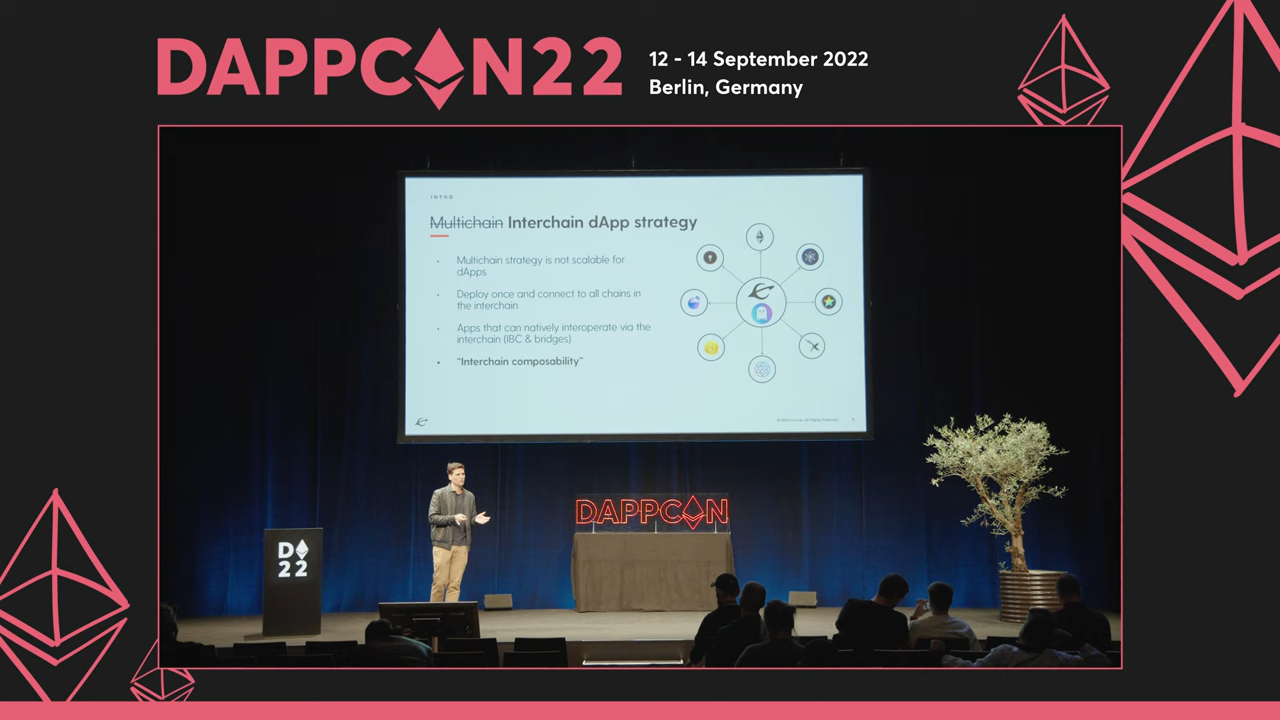 DAPPCON22
12 - 14 September 2022
Berlin, Germany
INTRO
Multichain Interchain dApp strategy
Multichain strategy is not scalable for
dApps
Deploy once and connect to all chains in
the interchain
Apps that can natively interoperate via the
interchain (IBC & bridges)
"Interchain composability"
DAPPCON
D
22